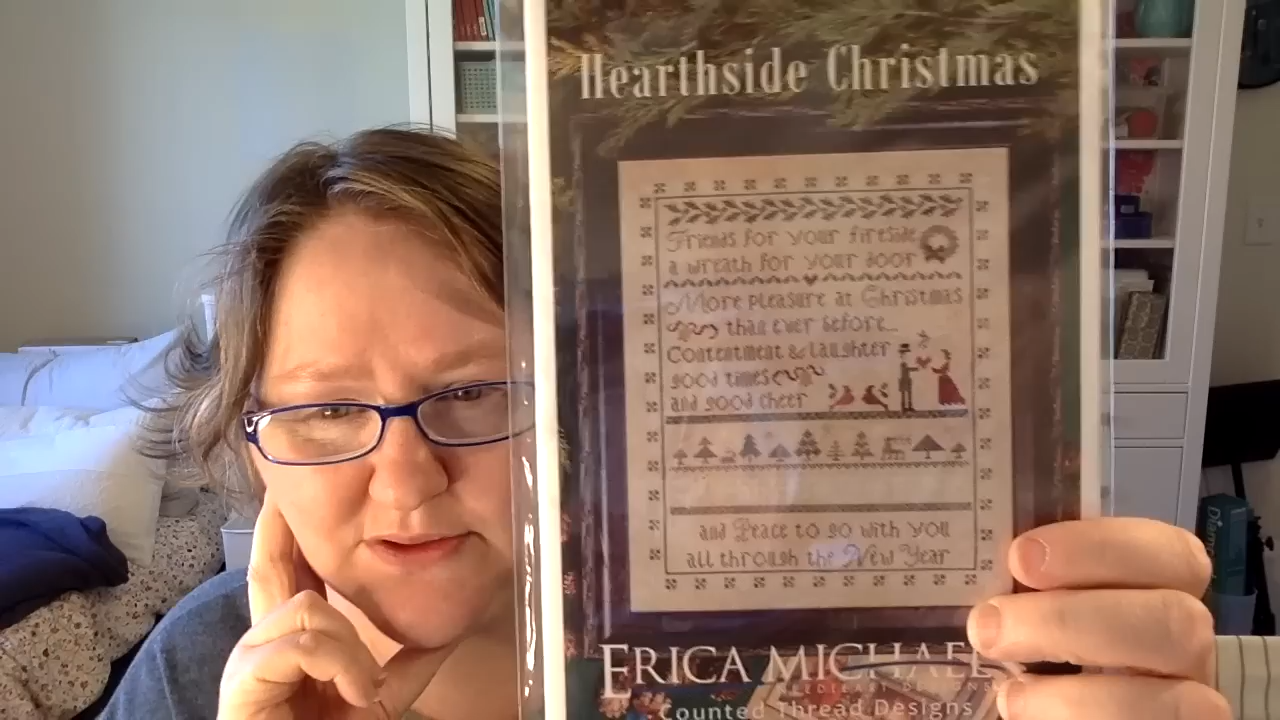 Hearthside Christmas
Friends for your fireside
a wreath for your door
More pleasure at Christmas
than ever before...
Contentment & laughter
good times
and good cheer
and Peace to go with you
all through the New Year
ERICA MICHAELS
NEEDLEART DESIGNS
Counted Thread Designs